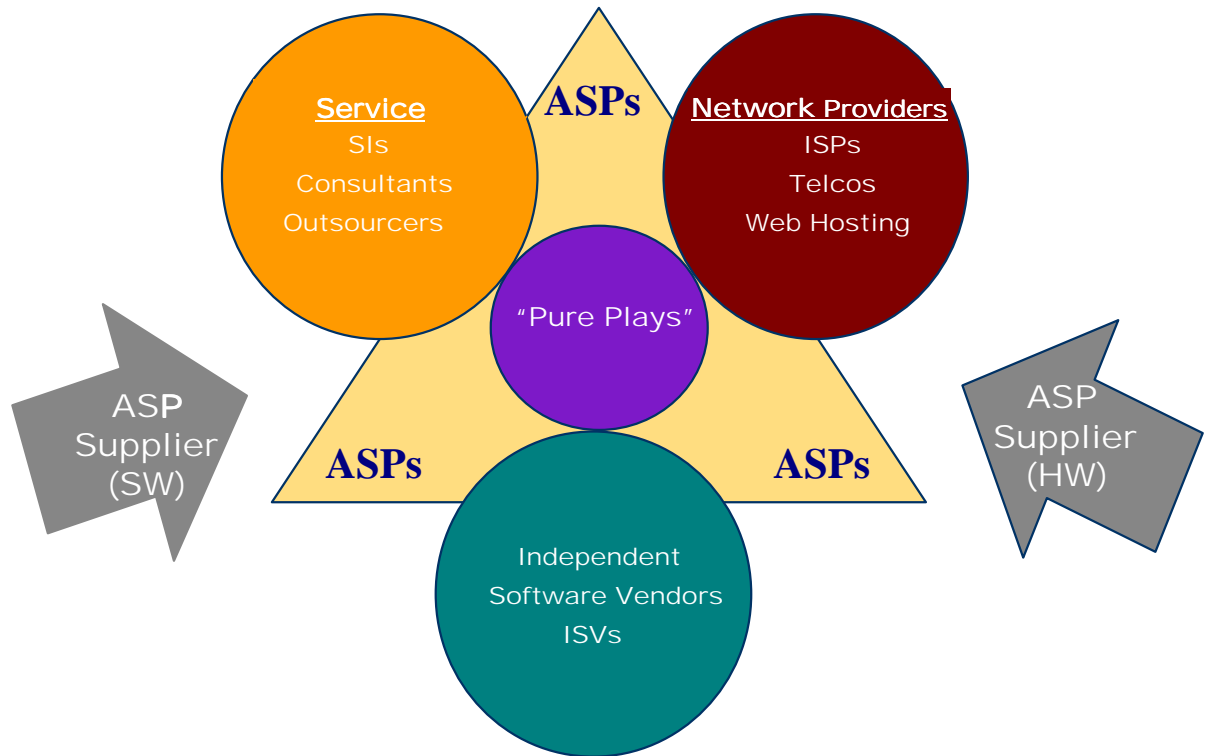 ASPs
Service
SIs
Consultants
Outsourcers
Network Providers
ISPs
Telcos
Web Hosting
“Pure Plays”
ASP
Supplier
(SW)
ASP
Supplier
(HW)
ASPs
ASPs
Independent
Software Vendors
ISVs